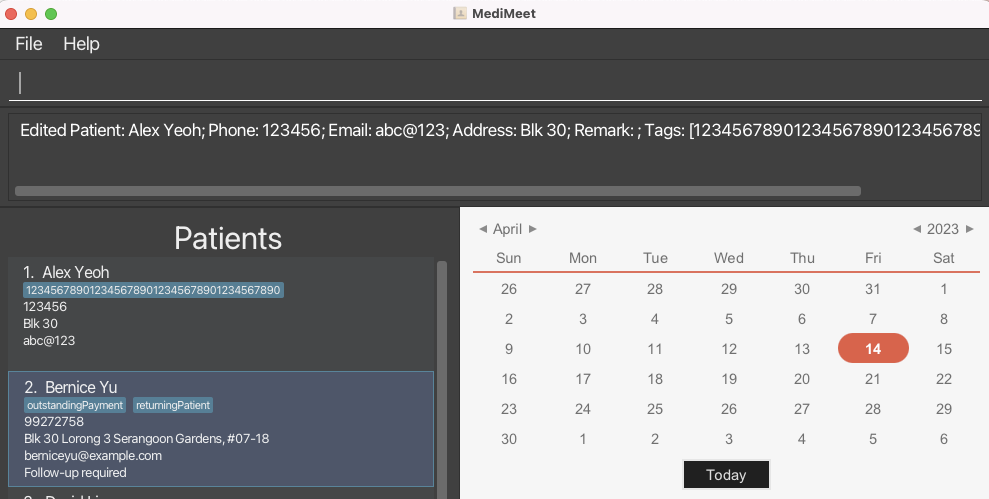 MediMeet
File Help
Edited Patient: Alex Yeoh; Phone: 123456; Email: abc@123; Address: Blk 30; Remark: ; Tags: [12345678901234567890123456789
Patients
1. Alex Yeoh
1234567890123456789012345678901234567890
123456
Blk 30
abc@123
2. Bernice Yu
outstandingPayment returningPatient
99272758
Blk 30 Lorong 3 Serangoon Gardens, #07-18
berniceyu@example.com
Follow-up required
April 2023
Sun Mon Tue Wed Thu Fri Sat
26 27 28 29 30 31 1
2 3 4 5 6 7 8
9 10 11 12 13 14 15
16 17 18 19 20 21 22
23 24 25 26 27 28 29
30 1 2 3 4 5 6
Today